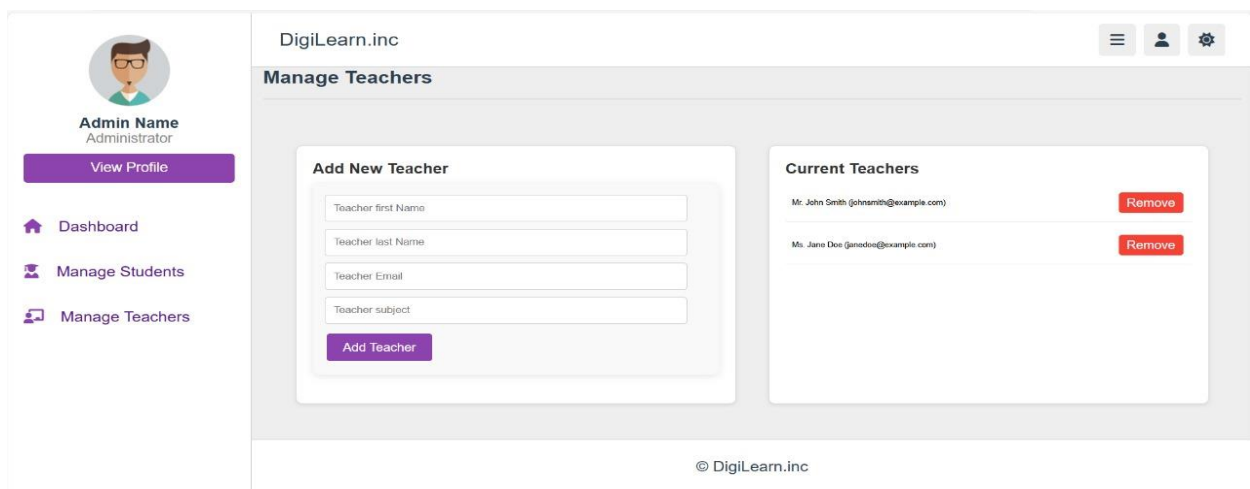 DigiLearn.inc
Admin Name
Administrator
View Profile
Dashboard
Manage Students
Manage Teachers
Manage Teachers
Add New Teacher
Teacher first Name
Teacher last Name
Teacher Email
Teacher subject
Add Teacher
Current Teachers
Mr. John Smith (johnsmith@example.com) Remove
Ms. Jane Doe (janedoe@example.com) Remove
© DigiLearn.inc